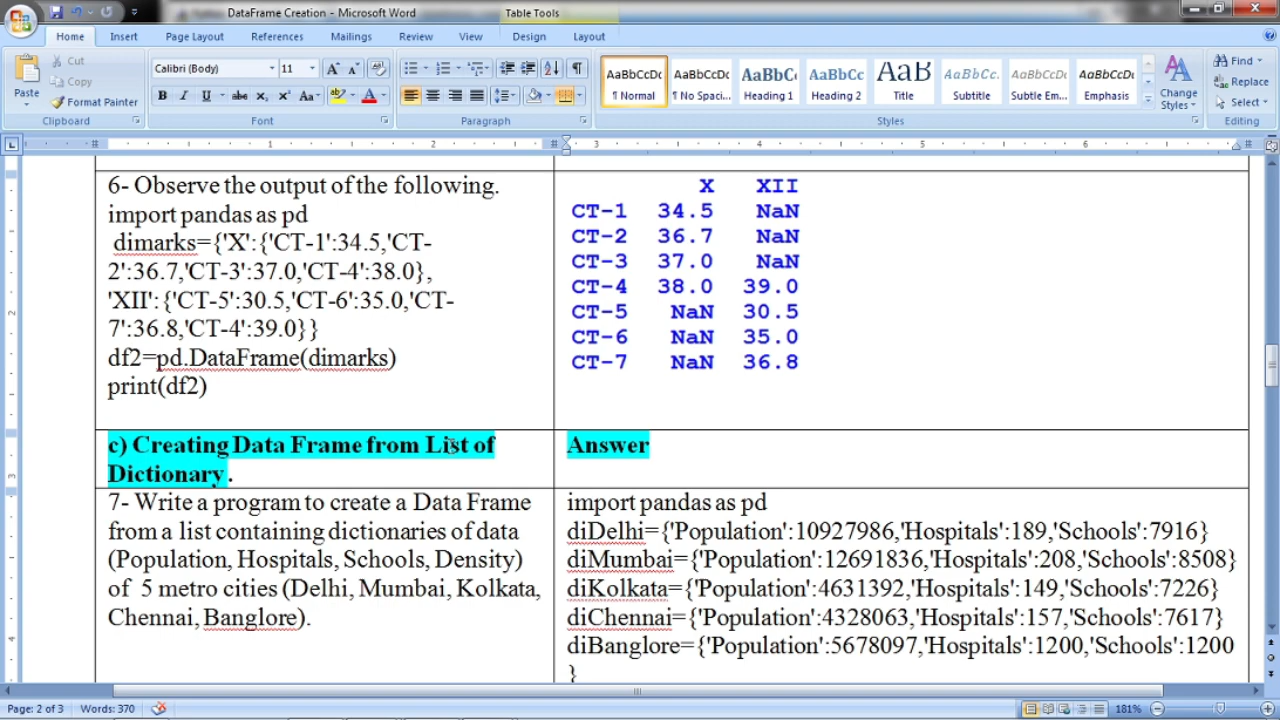 DataFrame Creation - Microsoft Word
Table Tools
Home
Insert
Page Layout
References
Mailings
Review
View
Design
Layout
Paste
Cut
Copy
Format Painter
Clipboard
Calibri (Body)
11
Font
Paragraph
AaBbCcDc
¶ Normal
AaBbCcDc
¶ No Spaci...
AaBbC
Heading 1
AaBbCc
Heading 2
AaB
Title
AaBbCc.
Subtitle
AaBbCcDc
Subtle Em...
AaBbCcDc
Emphasis
Change
Styles
Styles
Find
Replace
Select
Editing
1
2
3
4
5
6
6- Observe the output of the following.
import pandas as pd
dimarks={'X':{'CT-1':34.5,'CT-
2':36.7,'CT-3':37.0,'CT-4':38.0},
'XII':{'CT-5':30.5,'CT-6':35.0,'CT-
7':36.8,'CT-4':39.0}}
df2=pd.DataFrame(dimarks)
print(df2)
X XII
CT-1 34.5 NaN
CT-2 36.7 NaN
CT-3 37.0 NaN
CT-4 38.0 39.0
CT-5 NaN 30.5
CT-6 NaN 35.0
CT-7 NaN 36.8
c) Creating Data Frame from List of
Dictionary .
Answer
7- Write a program to create a Data Frame
from a list containing dictionaries of data
(Population, Hospitals, Schools, Density)
of 5 metro cities (Delhi, Mumbai, Kolkata,
Chennai, Banglore).
import pandas as pd
diDelhi={'Population':10927986,'Hospitals':189,'Schools':7916}
diMumbai={'Population':12691836,'Hospitals':208,'Schools':8508}
diKolkata={'Population':4631392,'Hospitals':149,'Schools':7226}
diChennai={'Population':4328063,'Hospitals':157,'Schools':7617}
diBanglore={'Population':5678097,'Hospitals':1200,'Schools':1200
}
Page: 2 of 3
Words: 370
181%